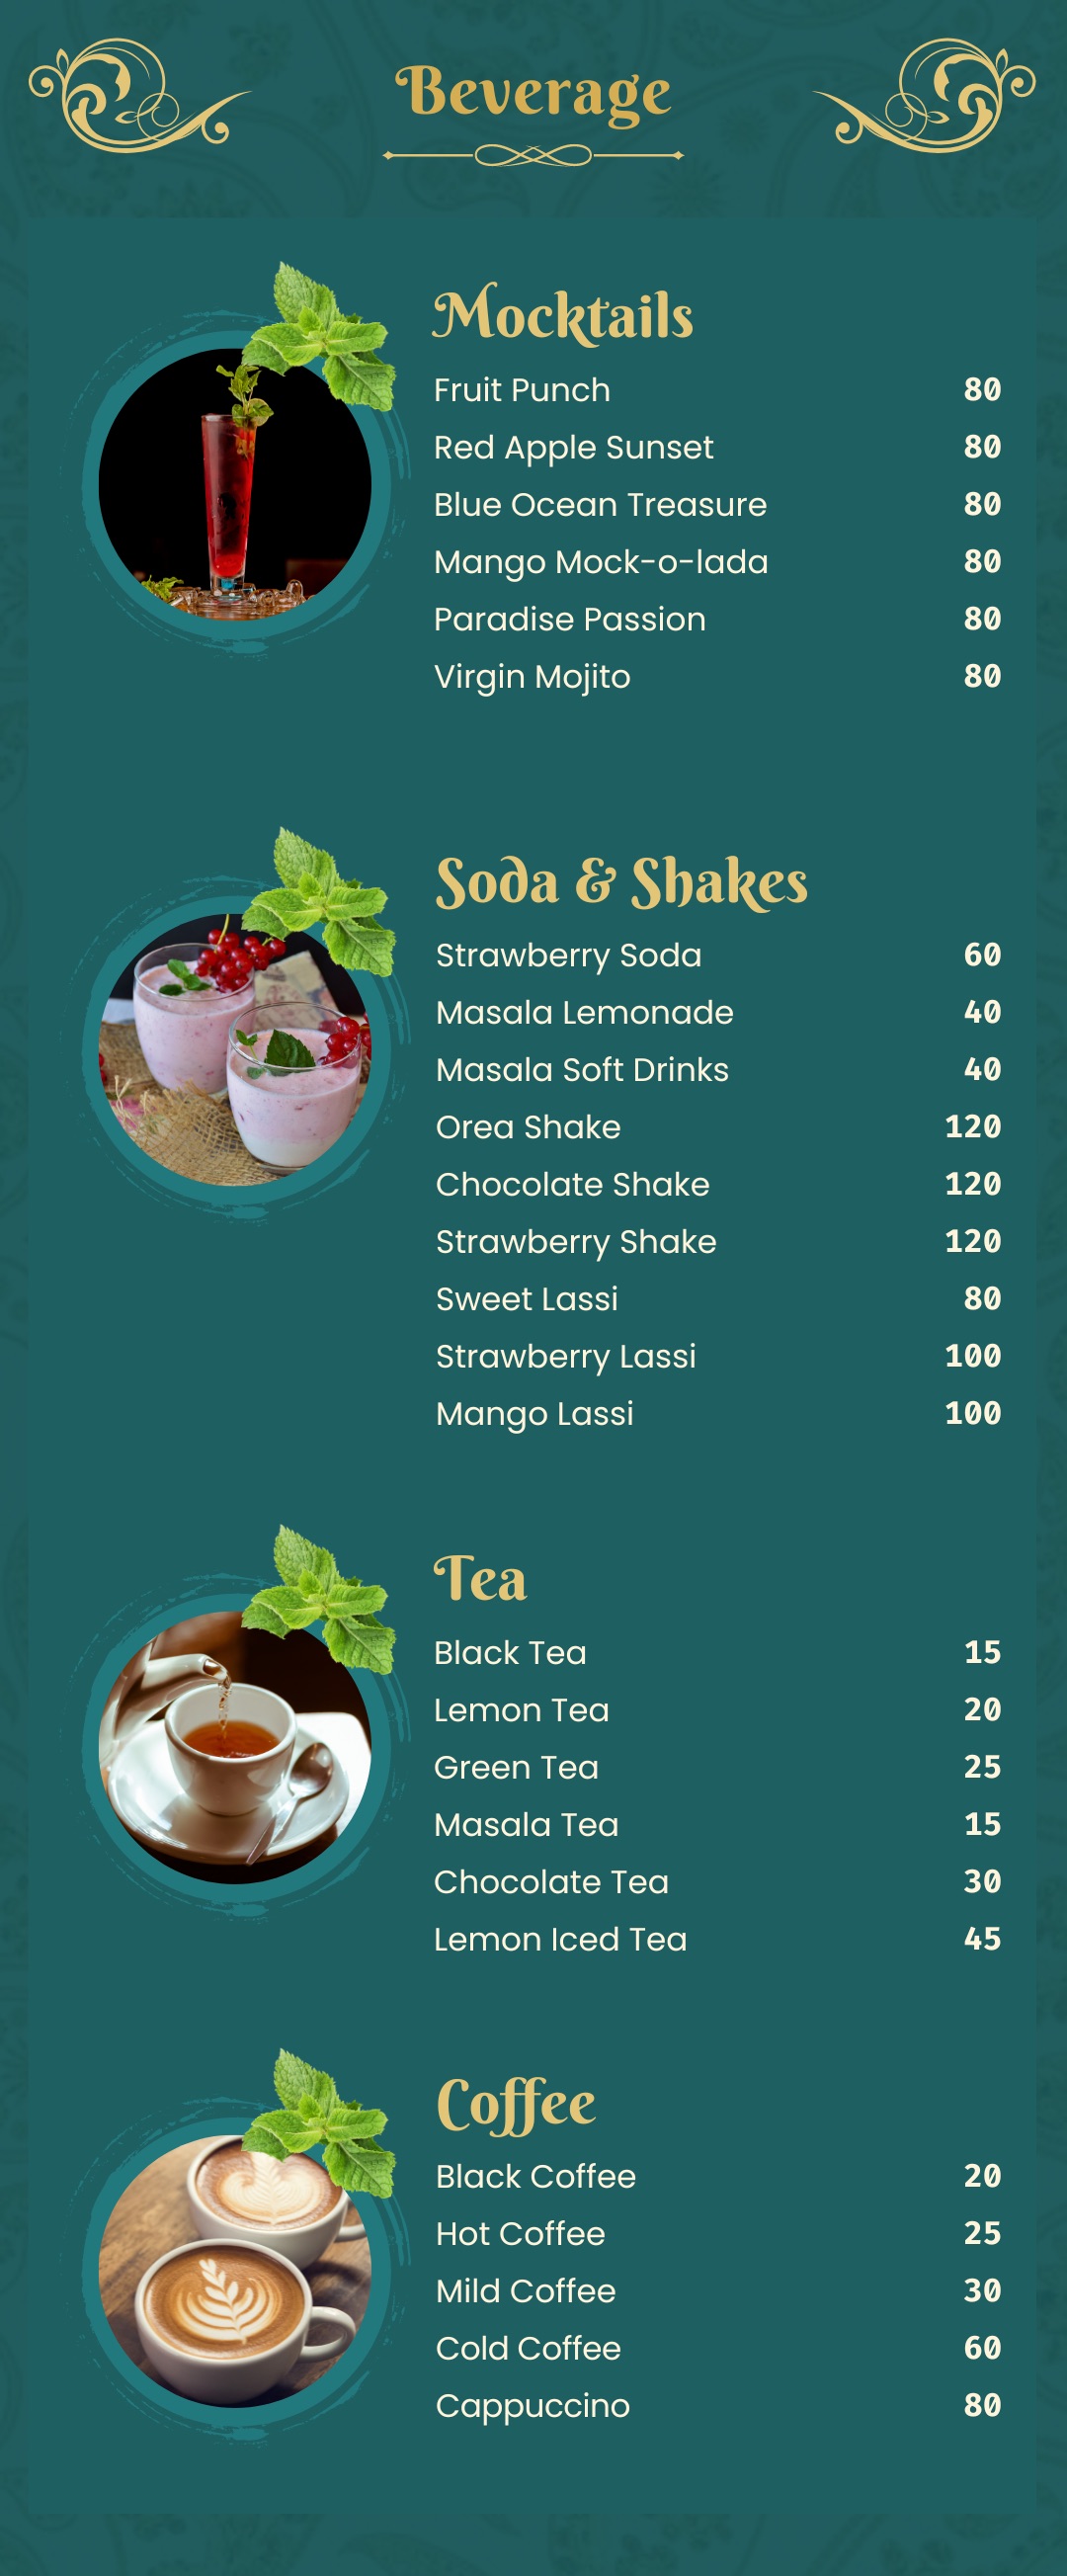 Beverage
Mocktails
Fruit Punch 80
Red Apple Sunset 80
Blue Ocean Treasure 80
Mango Mock-o-lada 80
Paradise Passion 80
Virgin Mojito 80
Soda & Shakes
Strawberry Soda 60
Masala Lemonade 40
Masala Soft Drinks 40
Orea Shake 120
Chocolate Shake 120
Strawberry Shake 120
Sweet Lassi 80
Strawberry Lassi 100
Mango Lassi 100
Tea
Black Tea 15
Lemon Tea 20
Green Tea 25
Masala Tea 15
Chocolate Tea 30
Lemon Iced Tea 45
Coffee
Black Coffee 20
Hot Coffee 25
Mild Coffee 30
Cold Coffee 60
Cappuccino 80